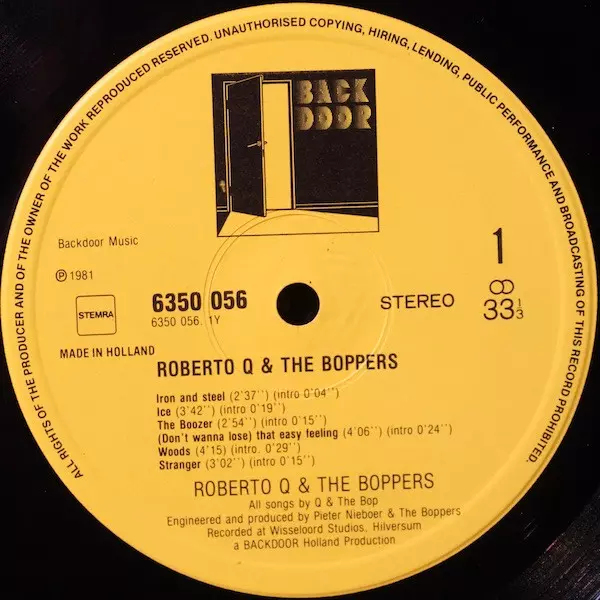 ALL RIGHTS OF THE PRODUCER AND OF THE OWNER OF THE WORK REPRODUCED RESERVED. UNAUTHORISED COPYING, HIRING, LENDING, PUBLIC PERFORMANCE AND BROADCASTING OF THIS RECORD PROHIBITED.
BACK
DOOR
Backdoor Music
1
℗ 1981
STEMRA
6350 056
6350 056. 1Y
STEREO
33 1/3
MADE IN HOLLAND
ROBERTO Q & THE BOPPERS
Iron and steel (2'37'') (intro 0'04'')
Ice (3'42'') (intro 0'19'')
The Boozer (2'54'') (intro 0'15'')
(Don't wanna lose) that easy feeling (4'06'') (intro 0'24'')
Woods (4'15) (intro. 0'29'')
Stranger (3'02'') (intro 0'15'')
ROBERTO Q & THE BOPPERS
All songs by Q & The Bop
Engineered and produced by Pieter Nieboer & The Boppers
Recorded at Wisseloord Studios, Hilversum
a BACKDOOR Holland Production